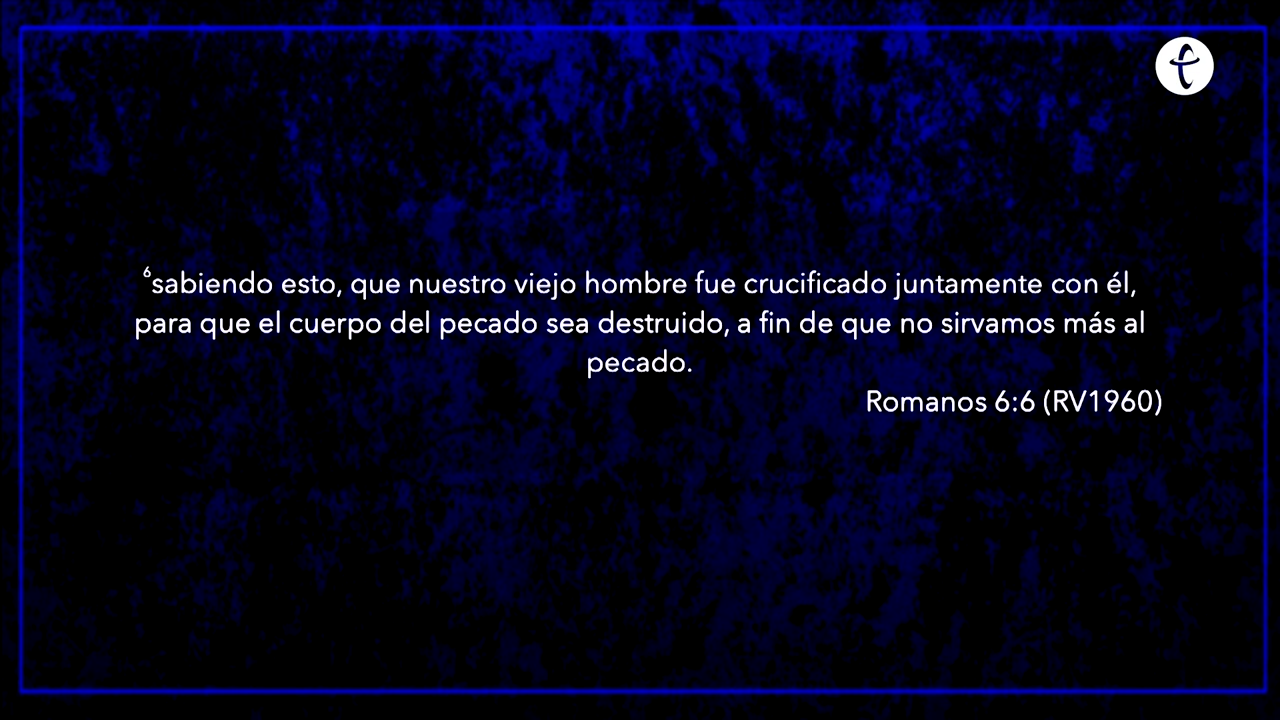 ⁶sabiendo esto, que nuestro viejo hombre fue crucificado juntamente con él,
para que el cuerpo del pecado sea destruido, a fin de que no sirvamos más al
pecado.
Romanos 6:6 (RV1960)